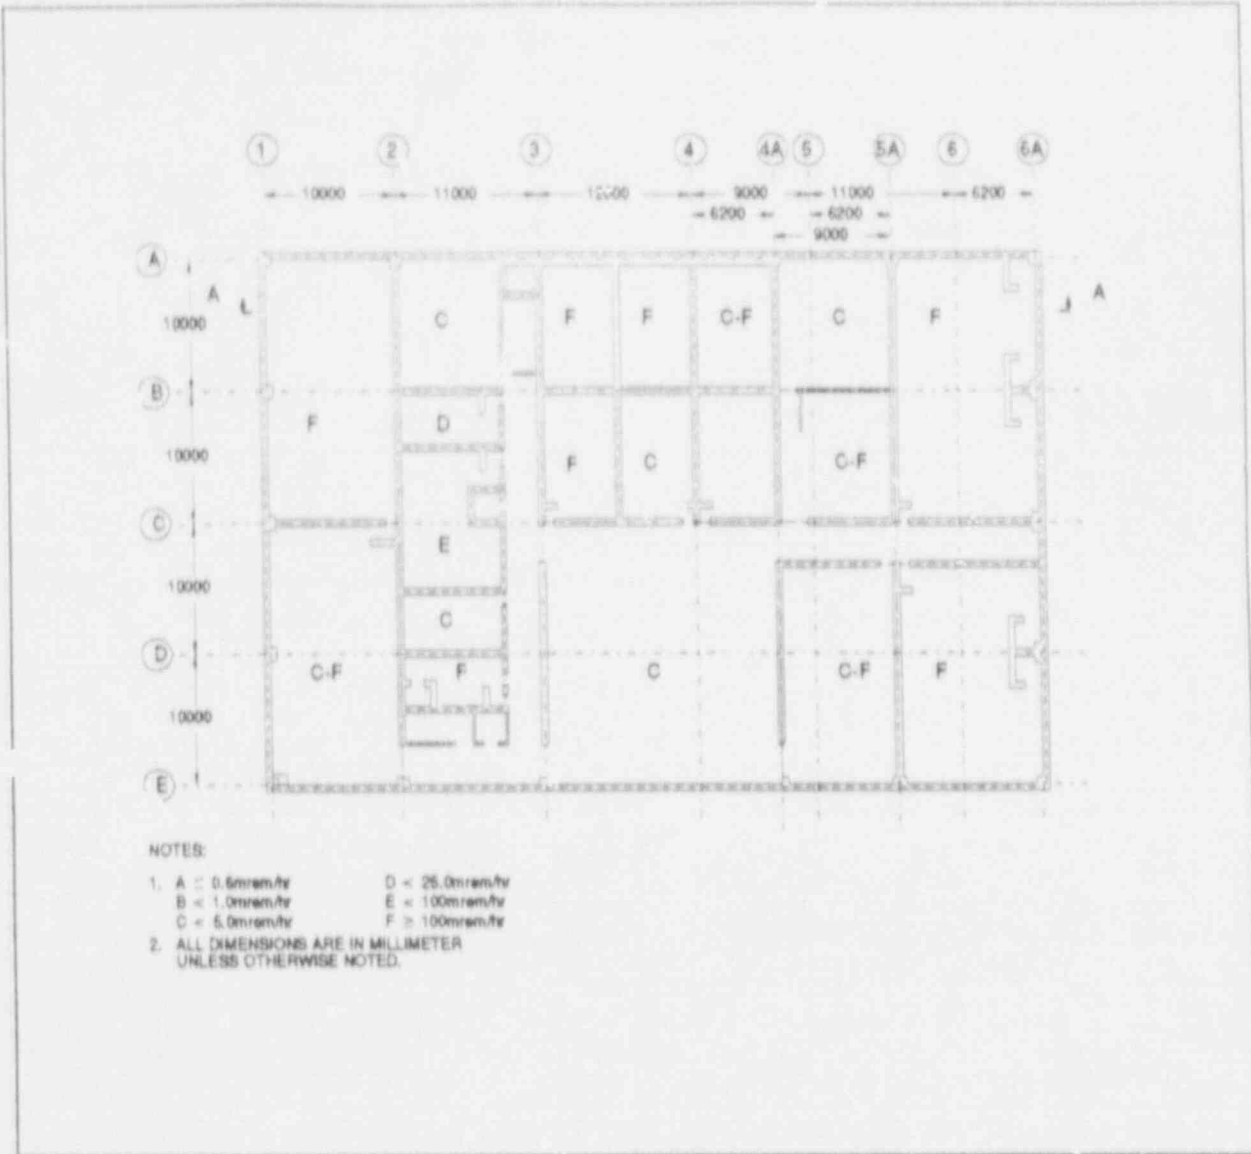 1 2 3 4 4A 5 5A 6 6A
10000 11000 12000 9000 11000 6200
6200 6200
9000
A
A A
10000
C F F C-F C F
B
F D
10000
F C C-F
C
E
10000
C
D
C-F F C C-F F
10000
E
NOTES:
1. A ≤ 0.6mrem/hr D < 25.0mrem/hr
B < 1.0mrem/hr E < 100mrem/hr
C < 5.0mrem/hr F ≥ 100mrem/hr
2. ALL DIMENSIONS ARE IN MILLIMETER
UNLESS OTHERWISE NOTED.